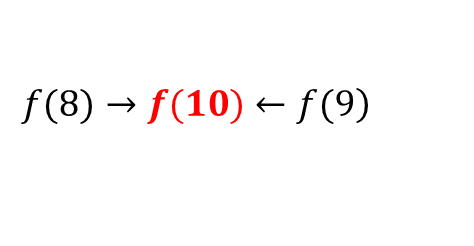 f(8) → f(10) ← f(9)